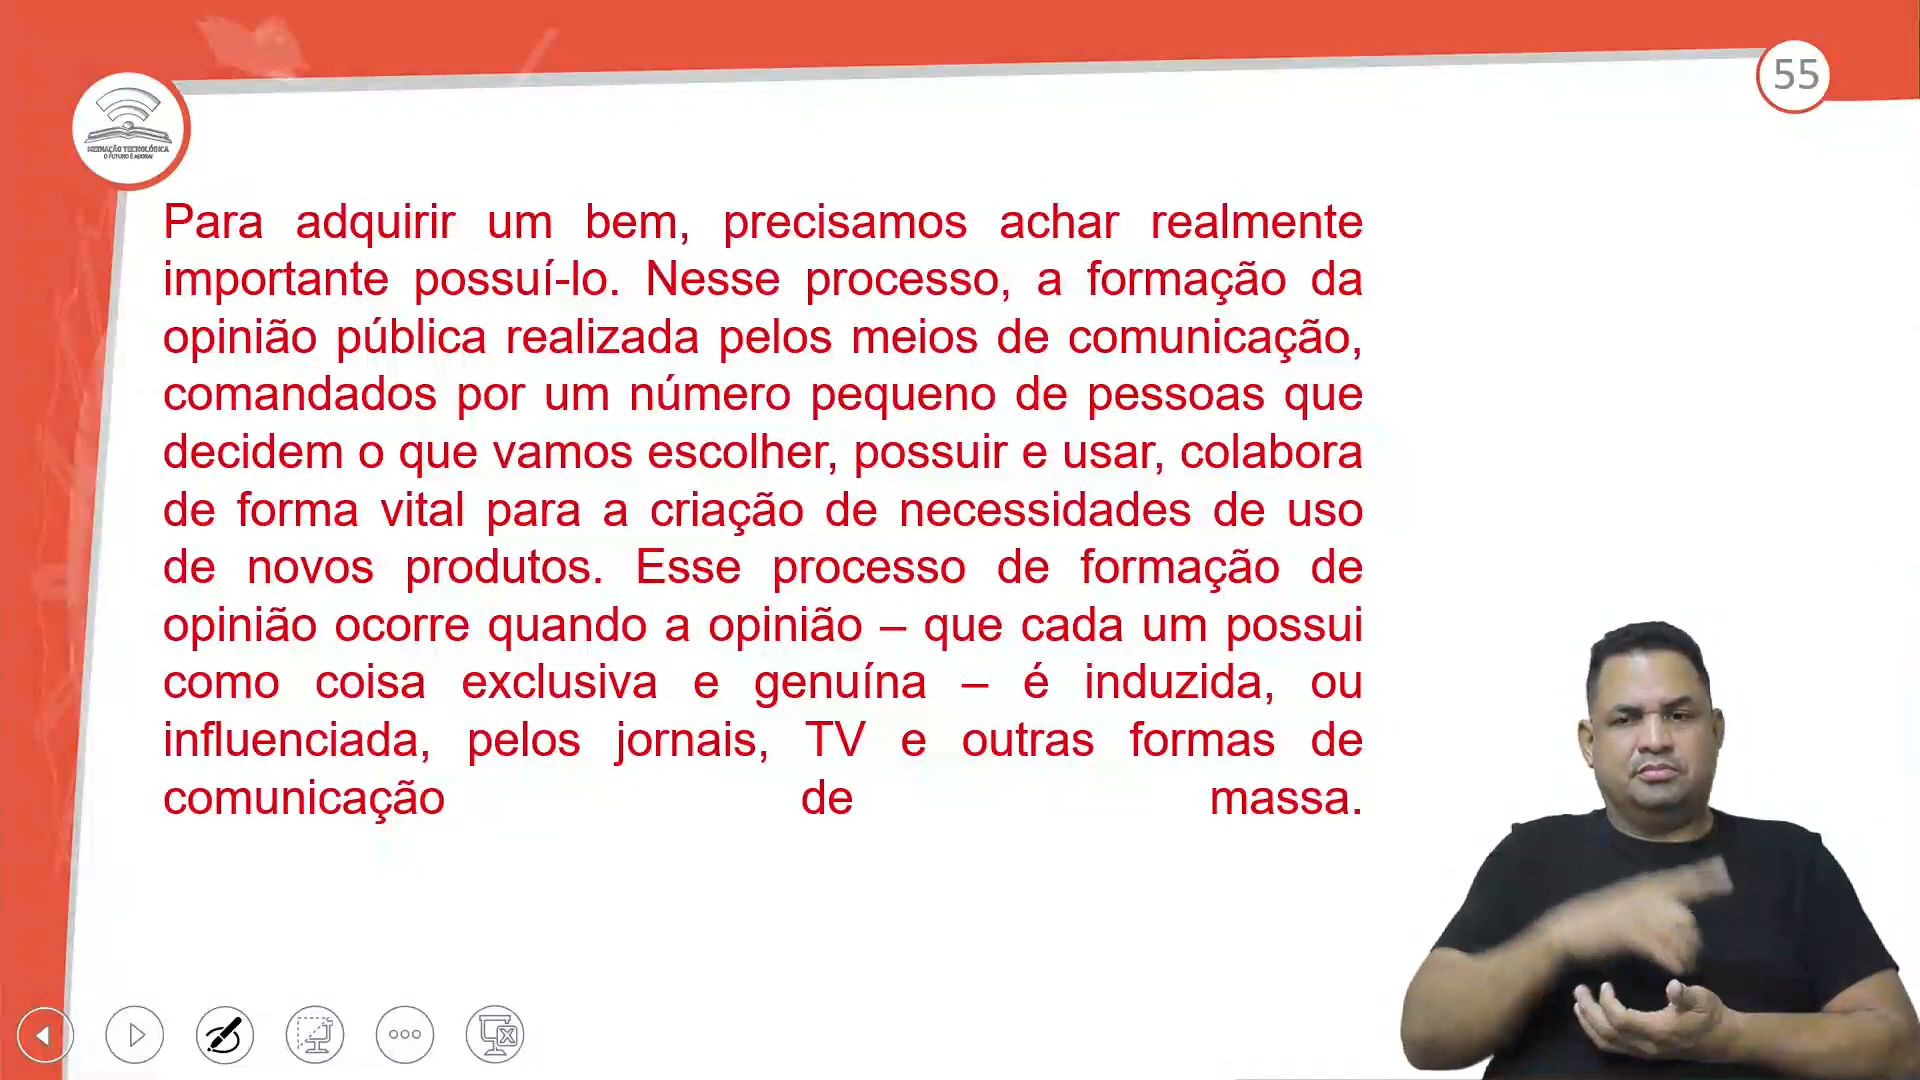 55
MEDIAÇÃO TECNOLÓGICA
O FUTURO É AGORA!
Para adquirir um bem, precisamos achar realmente
importante possuí-lo. Nesse processo, a formação da
opinião pública realizada pelos meios de comunicação,
comandados por um número pequeno de pessoas que
decidem o que vamos escolher, possuir e usar, colabora
de forma vital para a criação de necessidades de uso
de novos produtos. Esse processo de formação de
opinião ocorre quando a opinião – que cada um possui
como coisa exclusiva e genuína – é induzida, ou
influenciada, pelos jornais, TV e outras formas de
comunicação de massa.